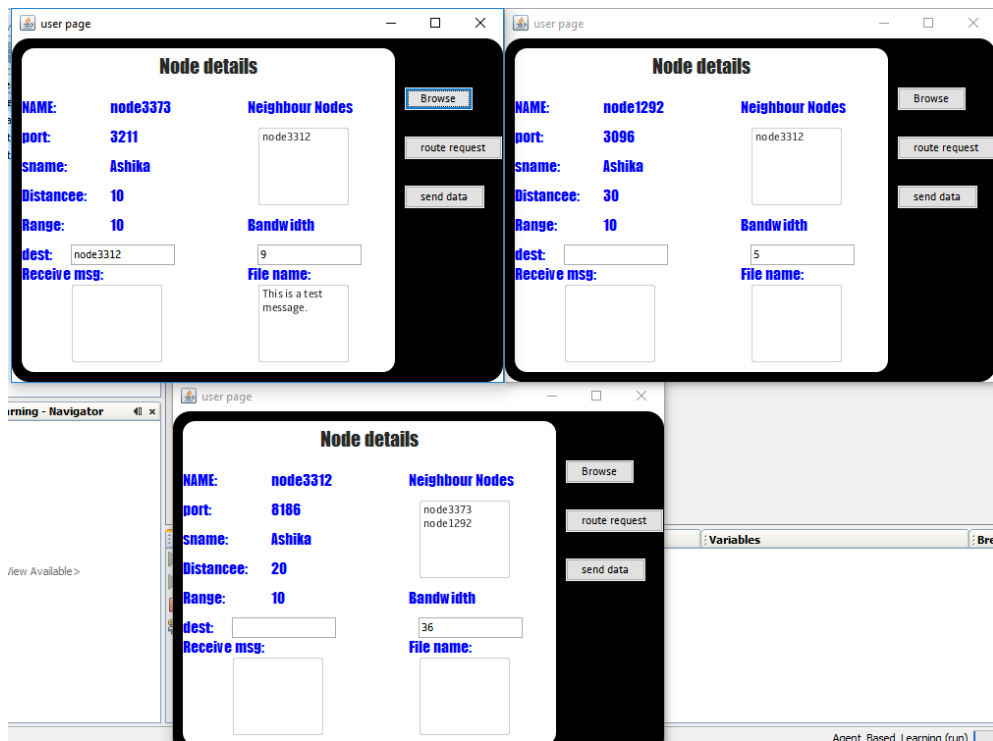 user page
Node details
NAME: node3373 Neighbour Nodes
node3312
port: 3211
sname: Ashika
Distancee: 10
Range: 10 Bandwidth
dest: node3312 9
Receive msg: File name:
This is a test
message.
Browse
route request
send data
user page
Node details
NAME: node1292 Neighbour Nodes
node3312
port: 3096
sname: Ashika
Distancee: 30
Range: 10 Bandwidth
dest: 5
Receive msg: File name:
Browse
route request
send data
arning - Navigator
user page
Node details
NAME: node3312 Neighbour Nodes
node3373
node1292
port: 8186
sname: Ashika
Distancee: 20
Range: 10 Bandwidth
dest: 36
Receive msg: File name:
Browse
route request
send data
View Available>
Variables
Bre
Agent_Based_Learning (run)